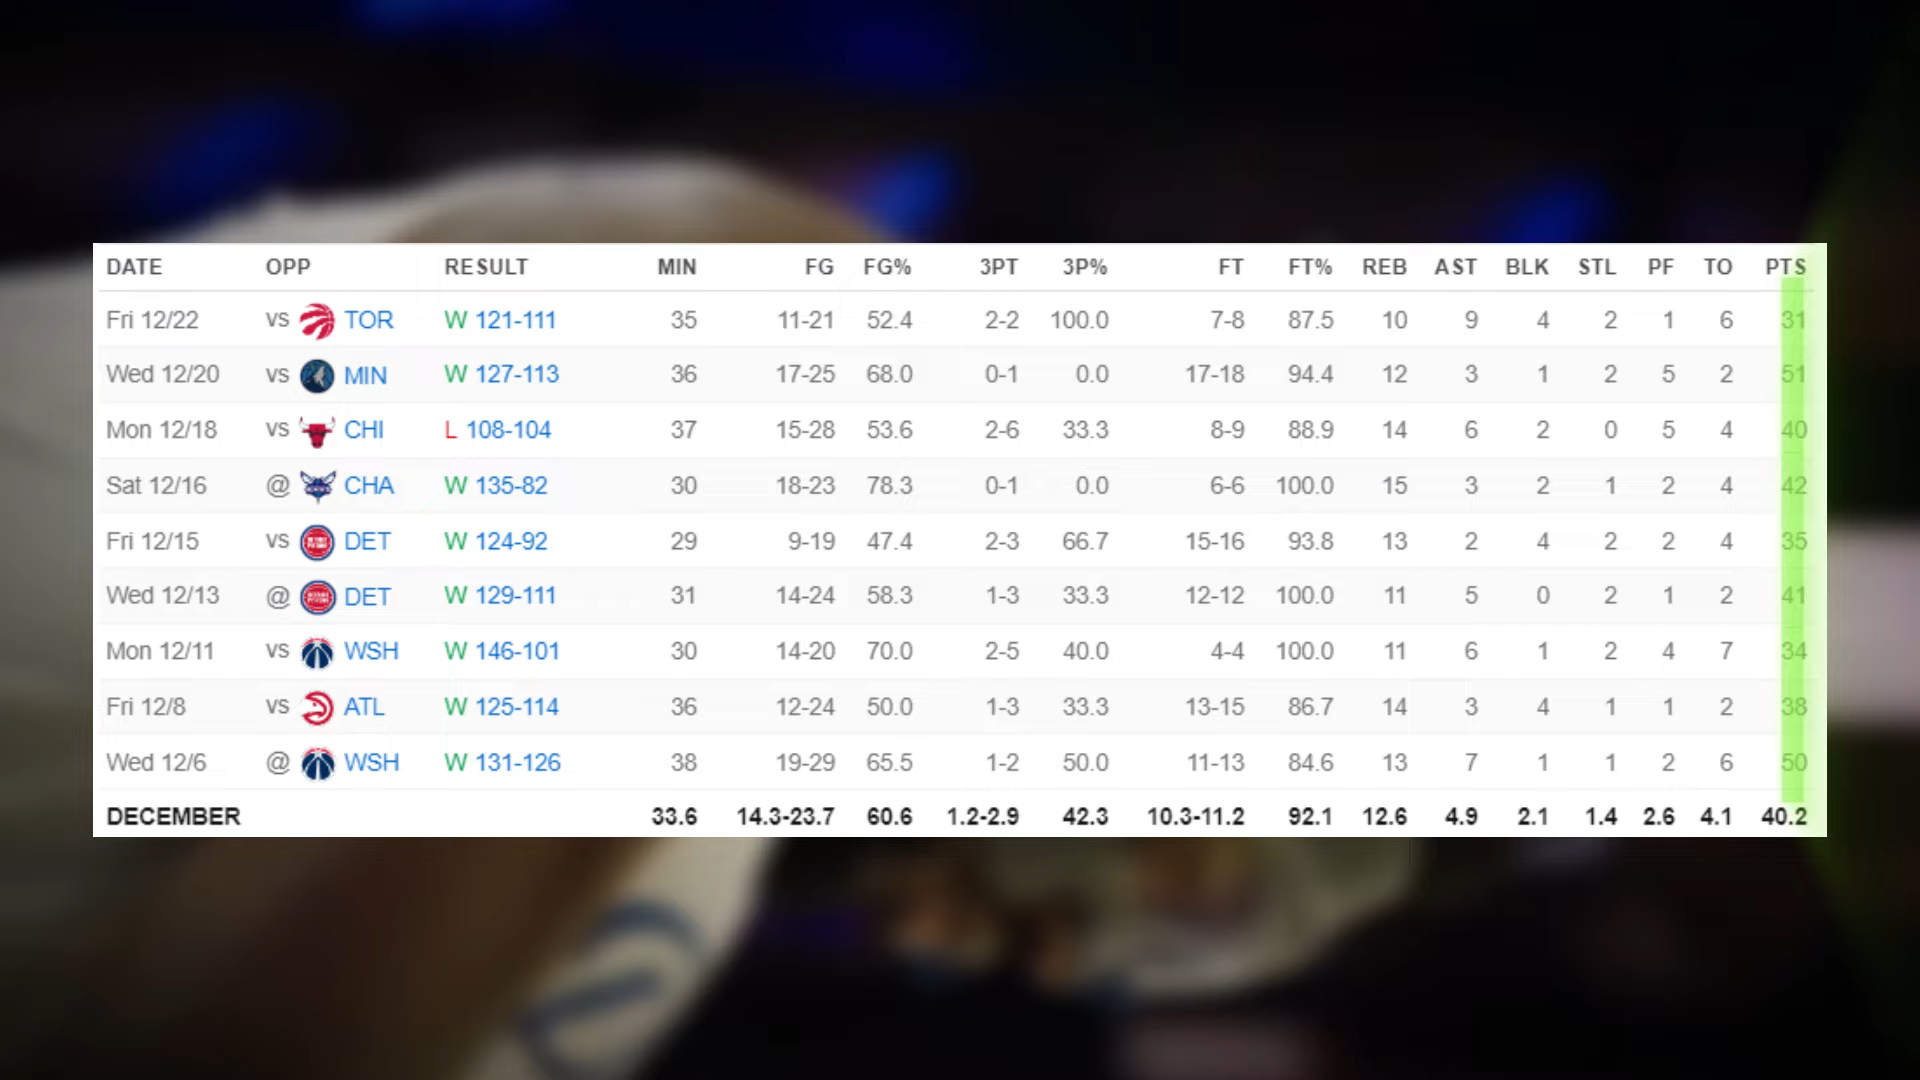 DATE OPP RESULT MIN FG FG% 3PT 3P% FT FT% REB AST BLK STL PF TO PTS
Fri 12/22 vs TOR W 121-111 35 11-21 52.4 2-2 100.0 7-8 87.5 10 9 4 2 1 6 31
Wed 12/20 vs MIN W 127-113 36 17-25 68.0 0-1 0.0 17-18 94.4 12 3 1 2 5 2 51
Mon 12/18 vs CHI L 108-104 37 15-28 53.6 2-6 33.3 8-9 88.9 14 6 2 0 5 4 40
Sat 12/16 @ CHA W 135-82 30 18-23 78.3 0-1 0.0 6-6 100.0 15 3 2 1 2 4 42
Fri 12/15 vs DET W 124-92 29 9-19 47.4 2-3 66.7 15-16 93.8 13 2 4 2 2 4 35
Wed 12/13 @ DET W 129-111 31 14-24 58.3 1-3 33.3 12-12 100.0 11 5 0 2 1 2 41
Mon 12/11 vs WSH W 146-101 30 14-20 70.0 2-5 40.0 4-4 100.0 11 6 1 2 4 7 34
Fri 12/8 vs ATL W 125-114 36 12-24 50.0 1-3 33.3 13-15 86.7 14 3 4 1 1 2 38
Wed 12/6 @ WSH W 131-126 38 19-29 65.5 1-2 50.0 11-13 84.6 13 7 1 1 2 6 50
DECEMBER 33.6 14.3-23.7 60.6 1.2-2.9 42.3 10.3-11.2 92.1 12.6 4.9 2.1 1.4 2.6 4.1 40.2